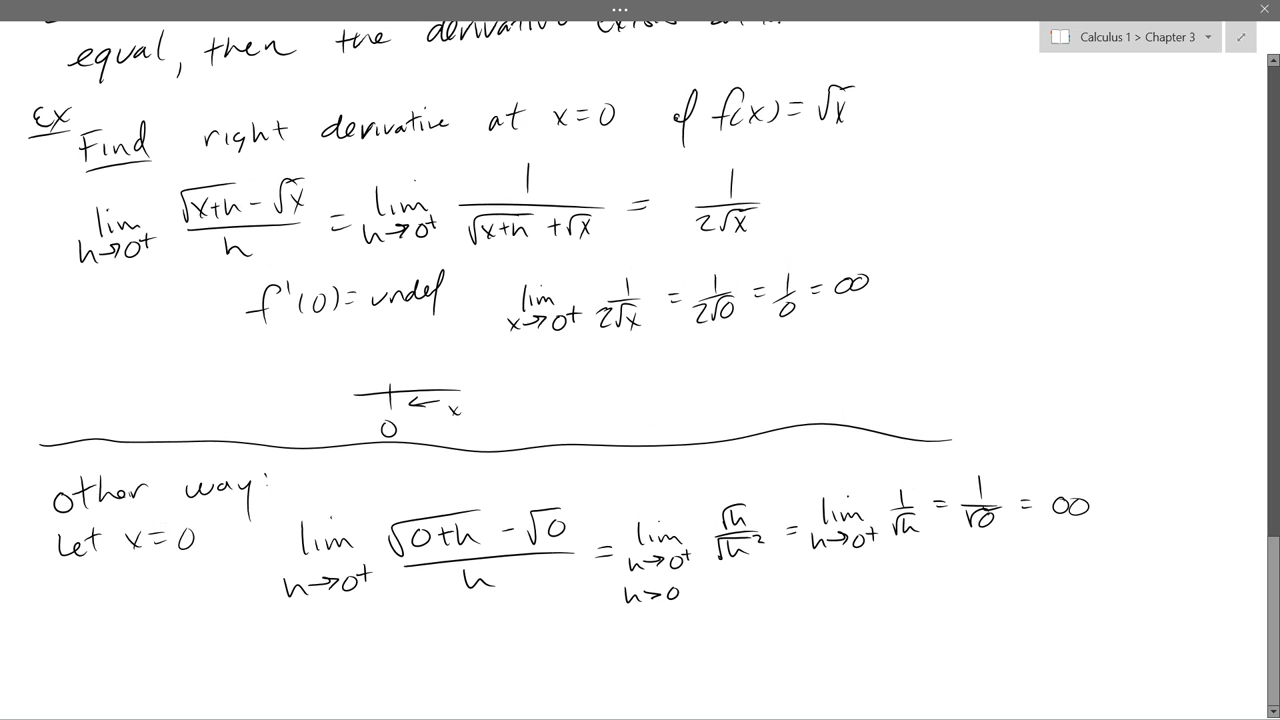 Calculus 1 > Chapter 3
equal, then the derivative exists
Ex
Find right derivative at x=0 of f(x) = √x
lim h→0⁺ (√(x+h) - √x)/h = lim h→0⁺ 1/(√(x+h) + √x) = 1/(2√x)
f'(0) = undef lim x→0⁺ 1/(2√x) = 1/(2√0) = 1/0 = ∞
x
0
other way:
Let x=0 lim h→0⁺ (√(0+h) - √0)/h = lim h→0⁺ h>0 √h/√h² = lim h→0⁺ 1/√h = 1/√0 = ∞